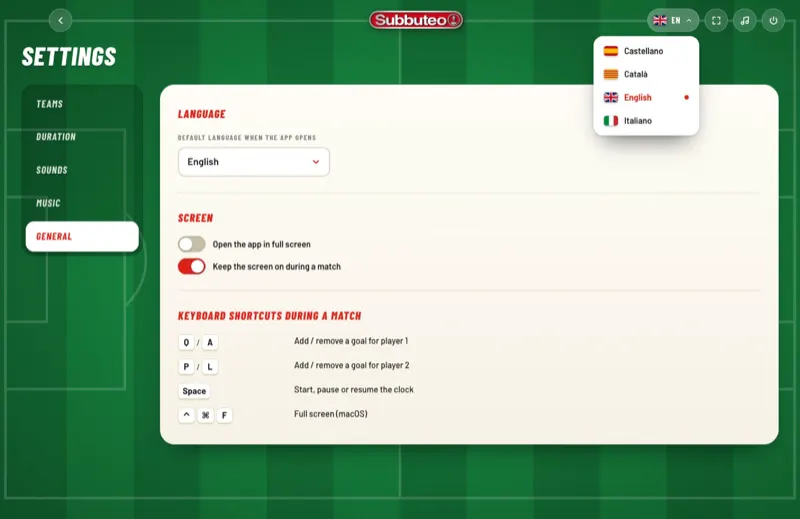 Subbuteo
EN
SETTINGS
Castellano
Català
English
Italiano
TEAMS
DURATION
SOUNDS
MUSIC
GENERAL
LANGUAGE
DEFAULT LANGUAGE WHEN THE APP OPENS
English
SCREEN
Open the app in full screen
Keep the screen on during a match
KEYBOARD SHORTCUTS DURING A MATCH
Q / A Add / remove a goal for player 1
P / L Add / remove a goal for player 2
Space Start, pause or resume the clock
⌃ ⌘ F Full screen (macOS)